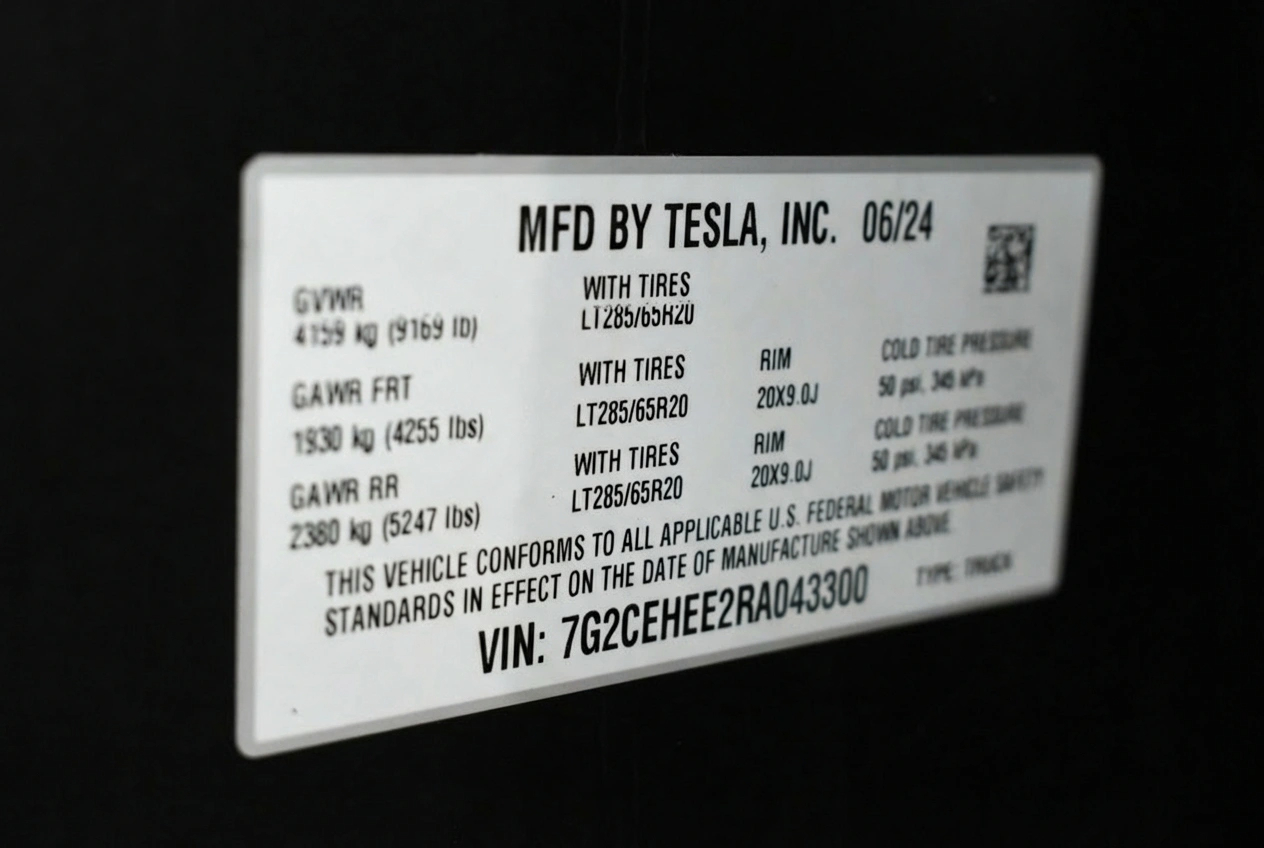 MFD BY TESLA, INC. 06/24
GVWR
4159 kg (9169 lb)
WITH TIRES
LT285/65R20
GAWR FRT
1930 kg (4255 lbs)
WITH TIRES
LT285/65R20
RIM
20X9.0J
COLD TIRE PRESSURE
50 psi, 345 kPa
GAWR RR
2380 kg (5247 lbs)
WITH TIRES
LT285/65R20
RIM
20X9.0J
COLD TIRE PRESSURE
50 psi, 345 kPa
THIS VEHICLE CONFORMS TO ALL APPLICABLE U.S. FEDERAL MOTOR VEHICLE SAFETY
STANDARDS IN EFFECT ON THE DATE OF MANUFACTURE SHOWN ABOVE.
VIN: 7G2CEHEE2RA043300
TYPE: TRUCK